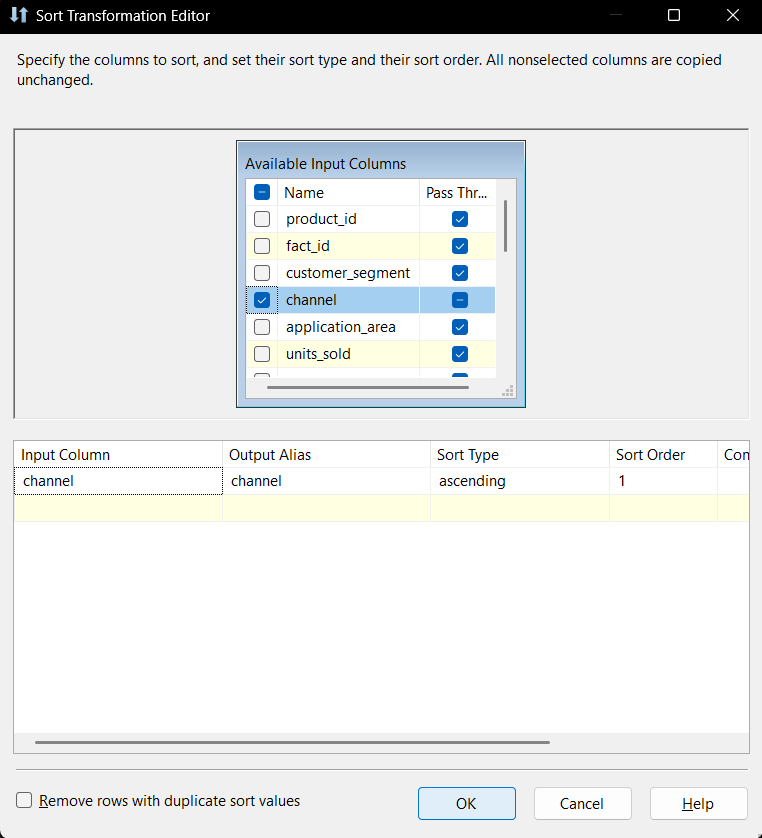 Sort Transformation Editor
Specify the columns to sort, and set their sort type and their sort order. All nonselected columns are copied
unchanged.
Available Input Columns
Name Pass Thr...
product_id
fact_id
customer_segment
channel
application_area
units_sold
Input Column Output Alias Sort Type Sort Order Con
channel channel ascending 1
Remove rows with duplicate sort values
OK Cancel Help